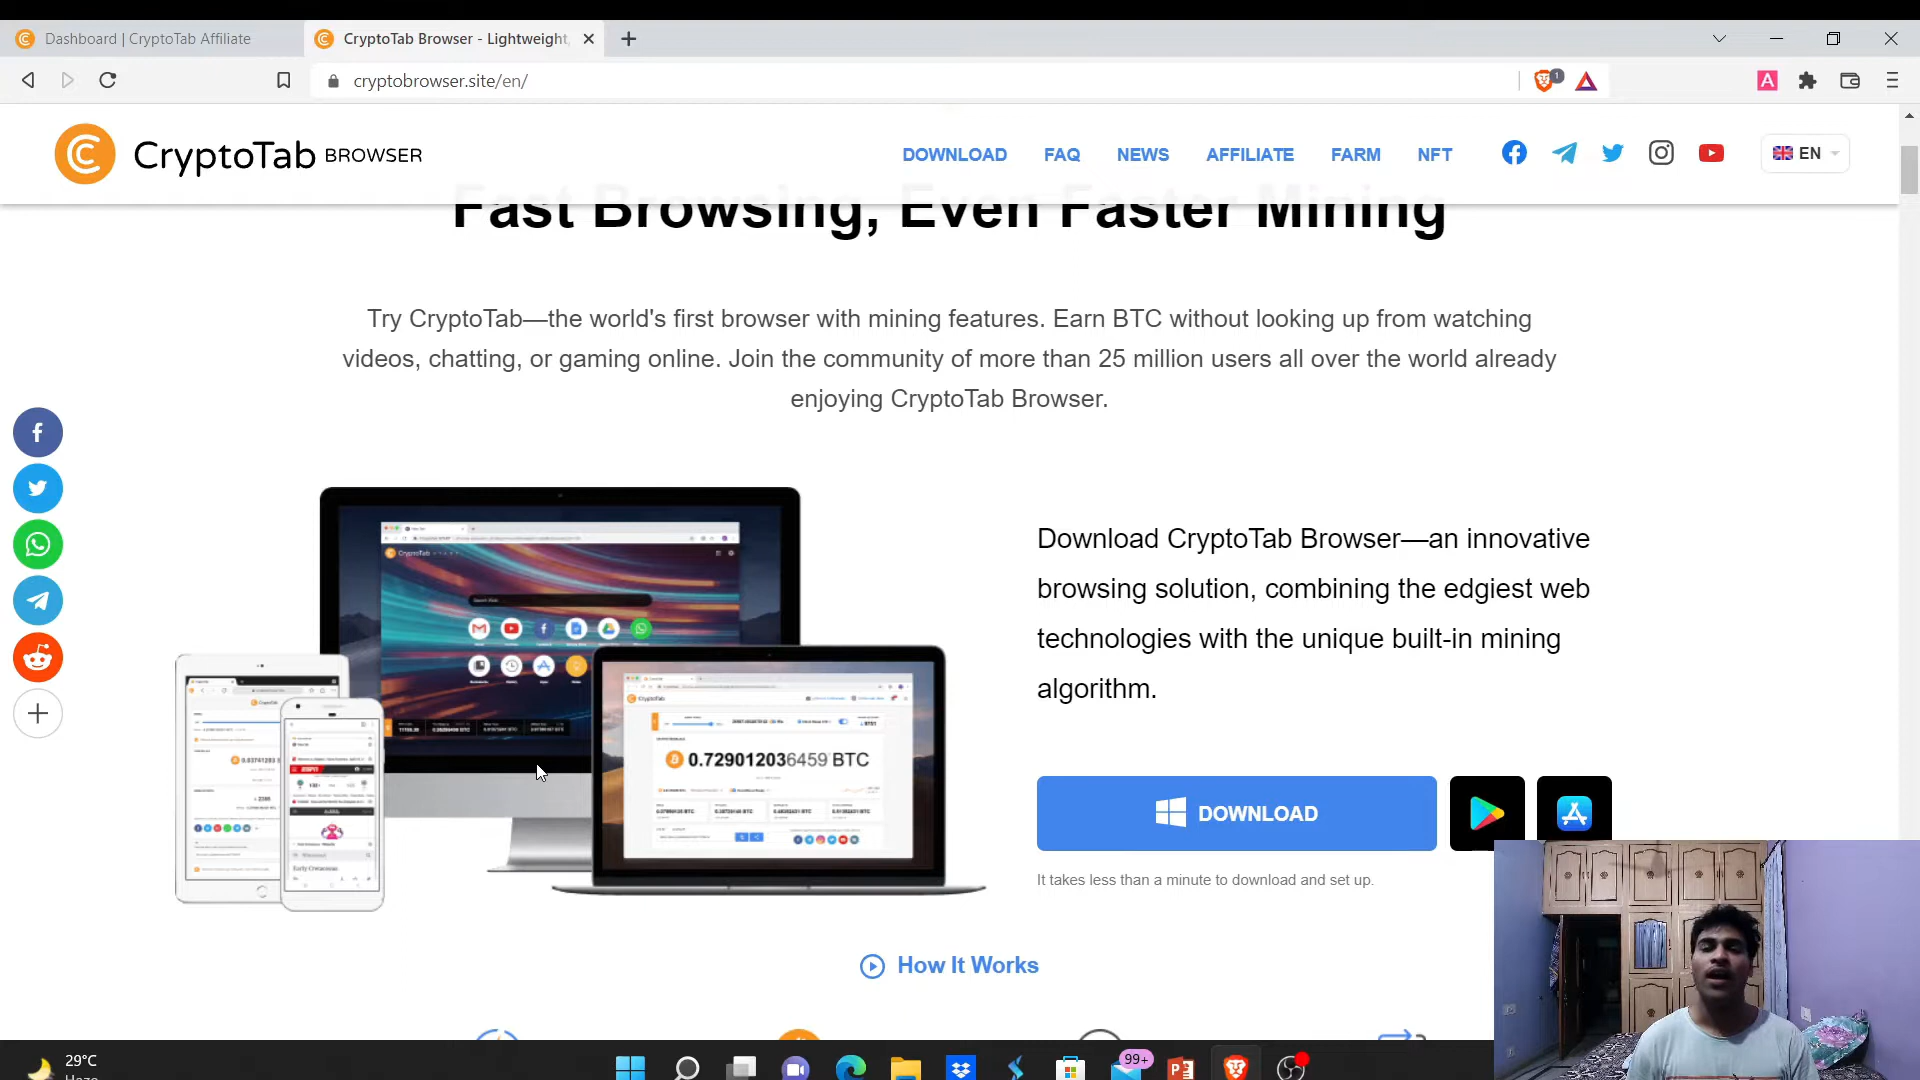 Dashboard | CryptoTab Affiliate
CryptoTab Browser - Lightweight,
cryptobrowser.site/en/
1
A
CryptoTab BROWSER
DOWNLOAD
FAQ
NEWS
AFFILIATE
FARM
NFT
EN
Fast Browsing, Even Faster Mining
Try CryptoTab—the world's first browser with mining features. Earn BTC without looking up from watching
videos, chatting, or gaming online. Join the community of more than 25 million users all over the world already
enjoying CryptoTab Browser.
CryptoTab
CryptoTab
0.729012036459 BTC
Download CryptoTab Browser—an innovative
browsing solution, combining the edgiest web
technologies with the unique built-in mining
algorithm.
DOWNLOAD
It takes less than a minute to download and set up.
How It Works
29°C
Haze
99+